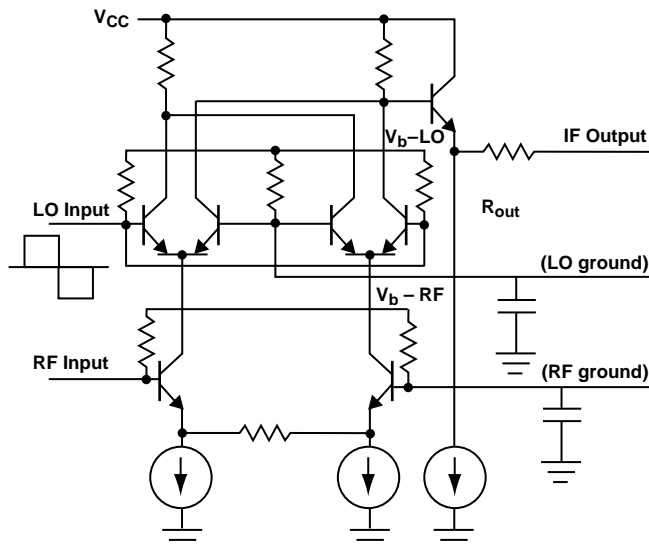 V_CC
V_b–LO
IF Output
LO Input
R_out
(LO ground)
V_b – RF
RF Input
(RF ground)